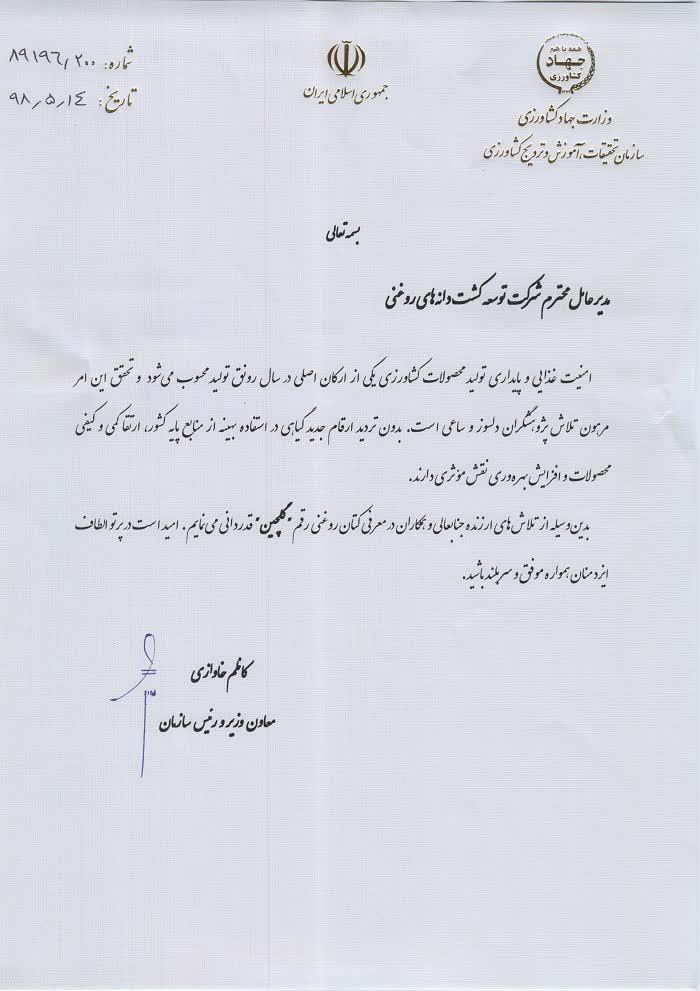 همه با هم
جهاد
کشاورزی
وزارت جهاد کشاورزی
سازمان تحقیقات، آموزش و ترویج کشاورزی
جمهوری اسلامی ایران
شماره: ۸۹۱۹۶/۲۰۰
تاریخ: ۹۸/۵/۱۴
بسمه تعالی
مدیر عامل محترم شرکت توسعه کشت دانه های روغنی
امنیت غذایی و پایداری تولید محصولات کشاورزی یکی از ارکان اصلی در سال رونق تولید محسوب می‌شود و تحقق این امر
مرهون تلاش پژوهشگران دلسوز و ساعی است. بدون تردید ارقام جدید گیاهی در استفاده بهینه از منابع پایه کشور، ارتقا کمی و کیفی
محصولات و افزایش بهره‌وری نقش مؤثری دارند.
بدین وسیله از تلاش های ارزنده جنابعالی و همکاران در معرفی کتان روغنی رقم "گلچین" قدردانی می‌نمایم. امید است در پرتو الطاف
ایزد منان همواره موفق و سربلند باشید.
کاظم خاوازی
معاون وزیر و رئیس سازمان